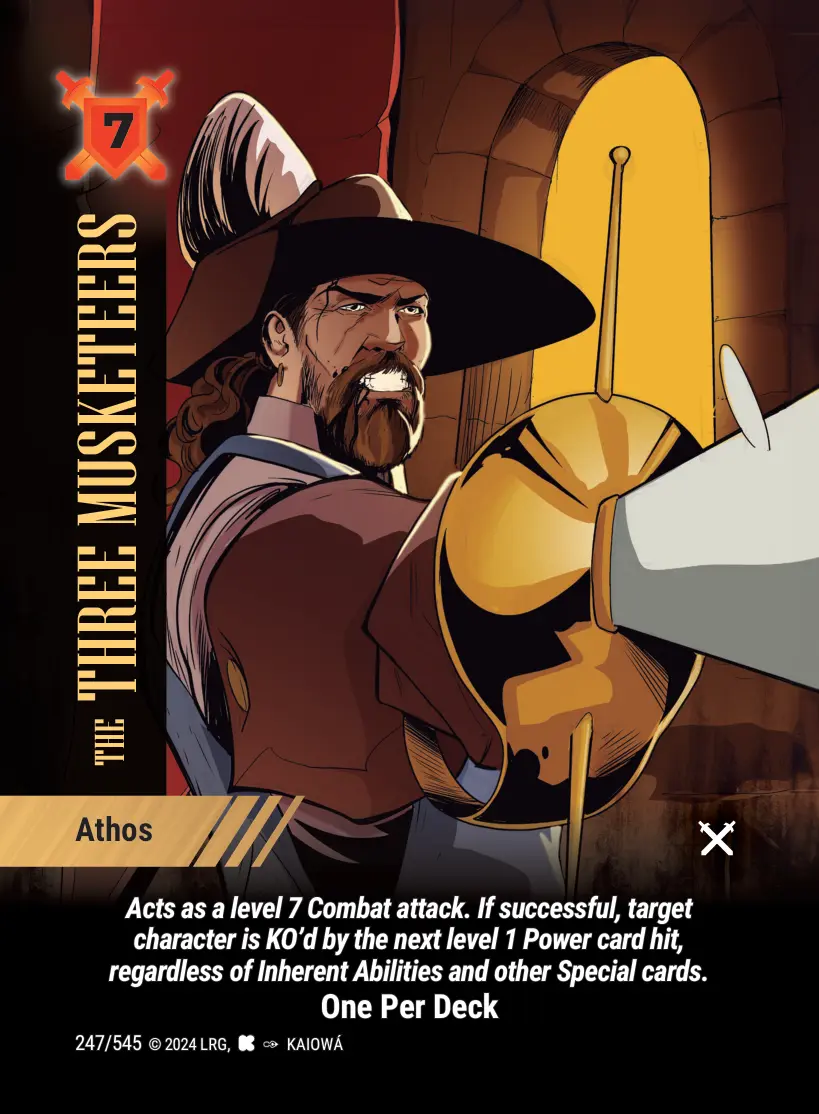 7
THE THREE MUSKETEERS
Athos
Acts as a level 7 Combat attack. If successful, target
character is KO’d by the next level 1 Power card hit,
regardless of Inherent Abilities and other Special cards.
One Per Deck
247/545 © 2024 LRG, KAIOWÁ